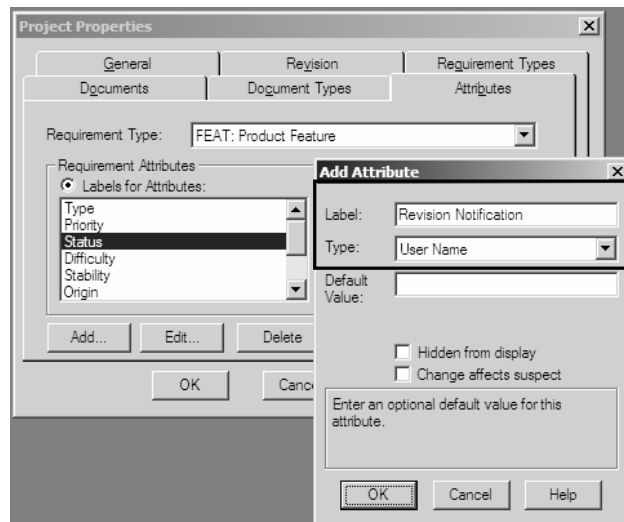 Project Properties
General Revision Requirement Types
Documents Document Types Attributes
Requirement Type: FEAT: Product Feature
Requirement Attributes
Labels for Attributes:
Type
Priority
Status
Difficulty
Stability
Origin
Add... Edit... Delete
OK
Add Attribute
Label: Revision Notification
Type: User Name
Default
Value:
Hidden from display
Change affects suspect
Enter an optional default value for this
attribute.
OK Cancel Help